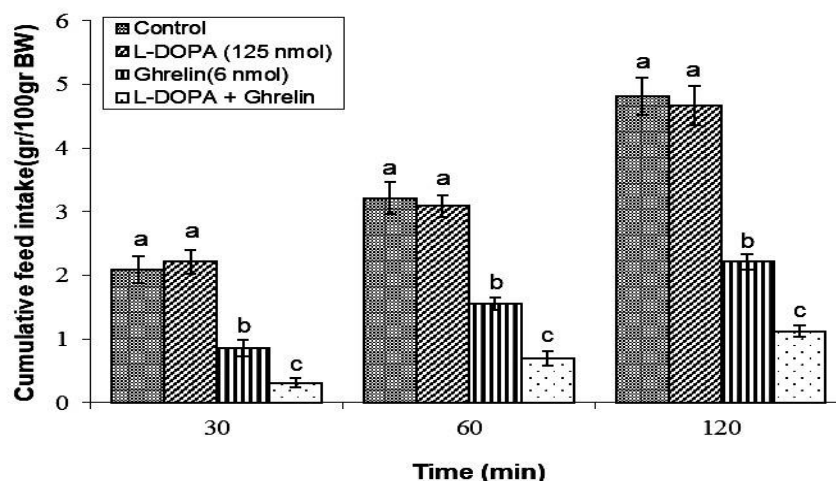 Cumulative feed intake(gr/100gr BW)
6
5
4
3
2
1
0
Control
L-DOPA (125 nmol)
Ghrelin(6 nmol)
L-DOPA + Ghrelin
a
a
b
c
a
a
b
c
a
a
b
c
30
60
120
Time (min)